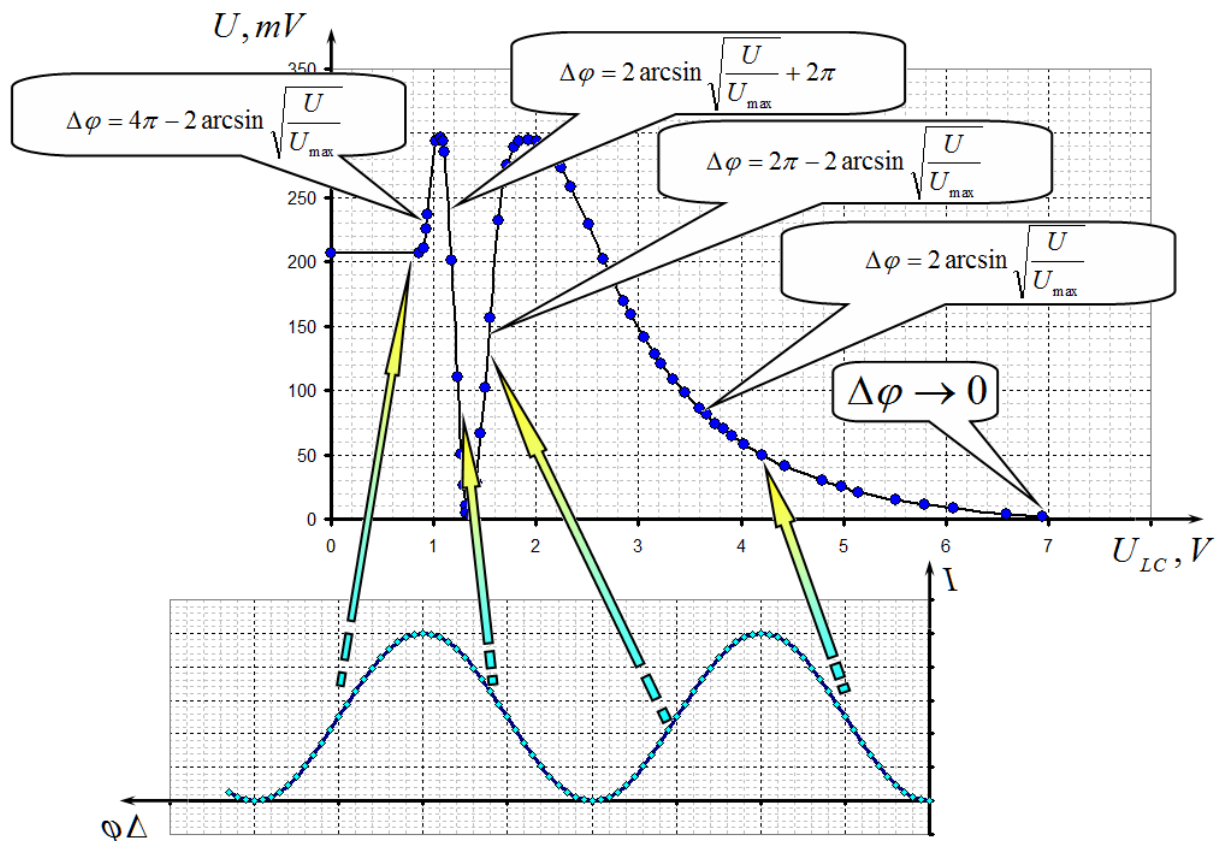 U, mV
350
Δφ = 2 arcsin √(U/U_max) + 2π
Δφ = 4π − 2 arcsin √(U/U_max)
Δφ = 2π − 2 arcsin √(U/U_max)
250
Δφ = 2 arcsin √(U/U_max)
200
150
100
Δφ → 0
50
0
0 1 2 3 4 5 6 7
U_LC, V
I
Δφ